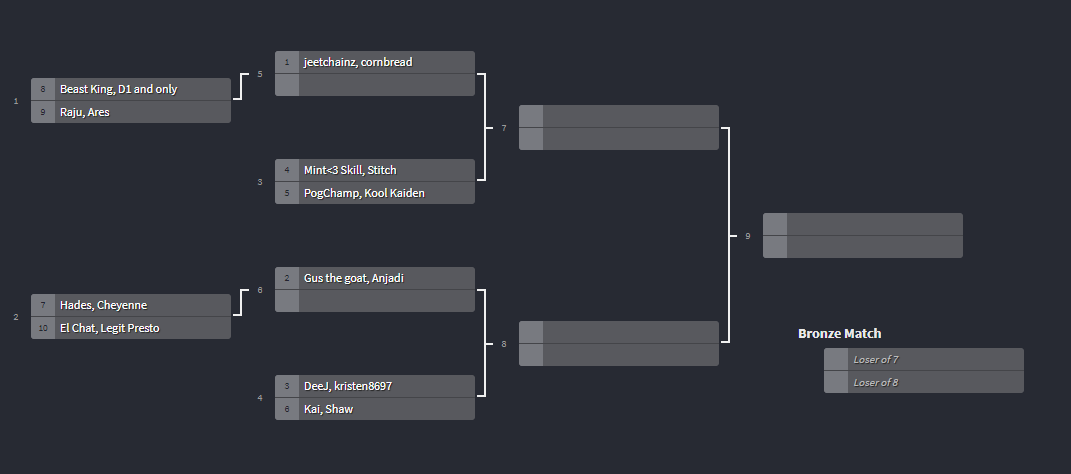 1
8 Beast King, D1 and only
9 Raju, Ares
2
7 Hades, Cheyenne
10 El Chat, Legit Presto
5
1 jeetchainz, cornbread
3
4 Mint<3 Skill, Stitch
5 PogChamp, Kool Kaiden
6
2 Gus the goat, Anjadi
4
3 DeeJ, kristen8697
6 Kai, Shaw
7
8
9
Bronze Match
Loser of 7
Loser of 8